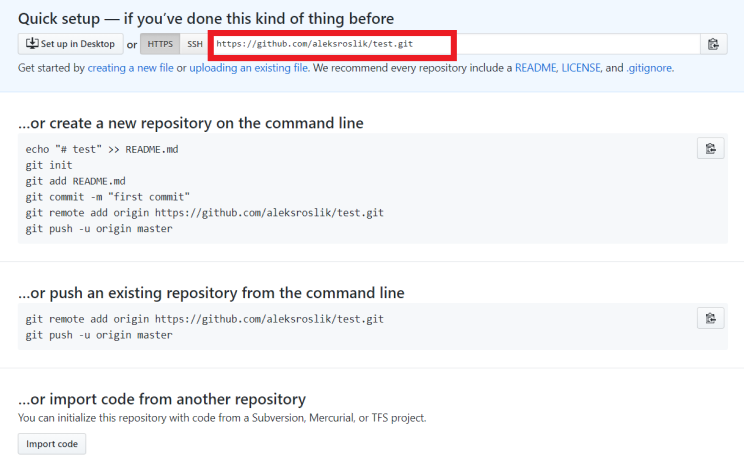 Quick setup — if you've done this kind of thing before
Set up in Desktop or HTTPS SSH https://github.com/aleksroslik/test.git
Get started by creating a new file or uploading an existing file. We recommend every repository include a README, LICENSE, and .gitignore.
...or create a new repository on the command line
echo "# test" >> README.md
git init
git add README.md
git commit -m "first commit"
git remote add origin https://github.com/aleksroslik/test.git
git push -u origin master
...or push an existing repository from the command line
git remote add origin https://github.com/aleksroslik/test.git
git push -u origin master
...or import code from another repository
You can initialize this repository with code from a Subversion, Mercurial, or TFS project.
Import code